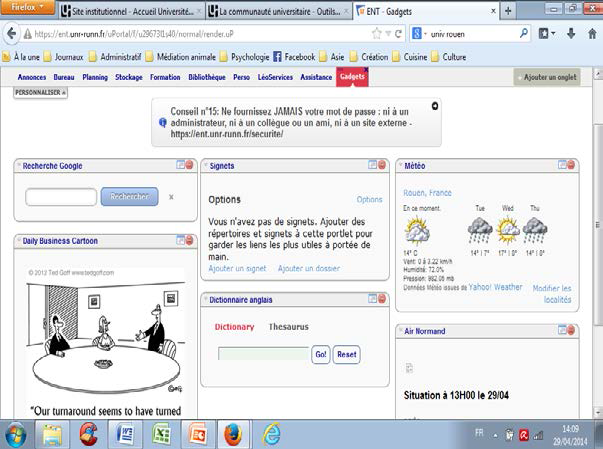 Firefox
Site institutionnel - Accueil Université...
La communauté universitaire - Outils...
ENT - Gadgets
https://ent.unr-runn.fr/uPortal/f/u29673l1s40/normal/render.uP
univ rouen
À la une
Journaux
Administratif
Médiation animale
Psychologie
Facebook
Asie
Création
Cuisine
Culture
Annonces Bureau Planning Stockage Formation Bibliothèque Perso LéoServices Assistance Gadgets
+ Ajouter un onglet
PERSONNALISER
Conseil n°15: Ne fournissez JAMAIS votre mot de passe : ni à un
administrateur, ni à un collègue ou un ami, ni à un site externe -
https://ent.unr-runn.fr/securite/
Recherche Google
Rechercher x
Daily Business Cartoon
© 2012 Ted Goff www.tedgoff.com
"Our turnaround seems to have turned
Signets
Options
Options
Vous n'avez pas de signets. Ajouter des
répertoires et signets à cette portlet pour
garder les liens les plus utiles à portée de
main.
Ajouter un signet Ajouter un dossier
Dictionnaire anglais
Dictionary Thesaurus
Go! Reset
Météo
Rouen, France
En ce moment. Tue Wed Thu
14° C
14° | 7° 17° | 9° 14° | 0°
Vent: 0 à 3.22 km/h
Humidité: 72.0%
Pression: 982.05 mb
Données Météo issues de Yahoo! Weather
Modifier les
localités
Air Normand
Situation à 13H00 le 29/04
FR
14:09
29/04/2014